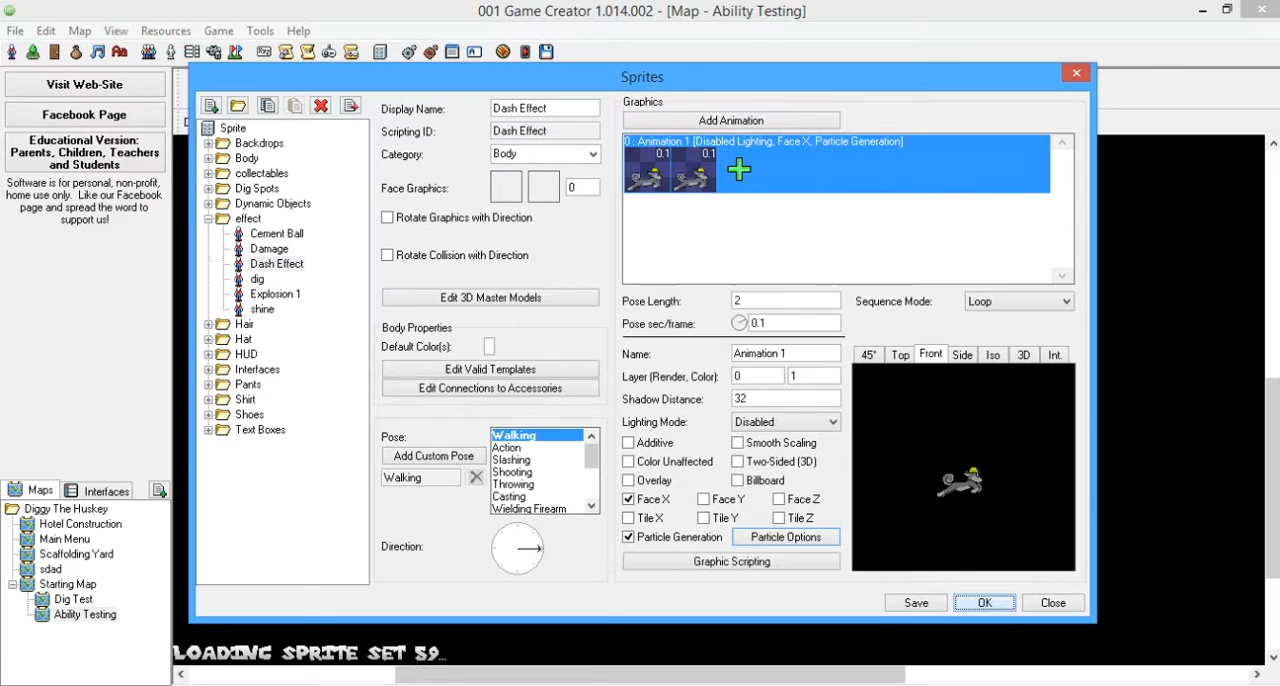 001 Game Creator 1.014.002 - [Map - Ability Testing]
File Edit Map View Resources Game Tools Help
Visit Web-Site
Facebook Page
Educational Version:
Parents, Children, Teachers
and Students
Software is for personal, non-profit,
home use only. Like our Facebook
page and spread the word to
support us!
Maps
Interfaces
Diggy The Huskey
Hotel Construction
Main Menu
Scaffolding Yard
sdad
Starting Map
Dig Test
Ability Testing
Sprites
Sprite
Backdrops
Body
collectables
Dig Spots
Dynamic Objects
effect
Cement Ball
Damage
Dash Effect
dig
Explosion 1
shine
Hair
Hat
HUD
Interfaces
Pants
Shirt
Shoes
Text Boxes
Display Name: Dash Effect
Scripting ID: Dash Effect
Category: Body
Face Graphics: 0
Rotate Graphics with Direction
Rotate Collision with Direction
Edit 3D Master Models
Body Properties
Default Color(s):
Edit Valid Templates
Edit Connections to Accessories
Pose:
Add Custom Pose
Walking
Walking
Action
Slashing
Shooting
Throwing
Casting
Wielding Firearm
Direction:
Graphics
Add Animation
0 : Animation 1 [Disabled Lighting, Face X, Particle Generation]
0.1 0.1
Pose Length: 2
Sequence Mode: Loop
Pose sec/frame: 0.1
Name: Animation 1
Layer (Render, Color): 0 1
Shadow Distance: 32
Lighting Mode: Disabled
Additive Smooth Scaling
Color Unaffected Two-Sided (3D)
Overlay Billboard
Face X Face Y Face Z
Tile X Tile Y Tile Z
Particle Generation Particle Options
Graphic Scripting
45° Top Front Side Iso 3D Int.
Save OK Close
LOADING SPRITE SET 59...